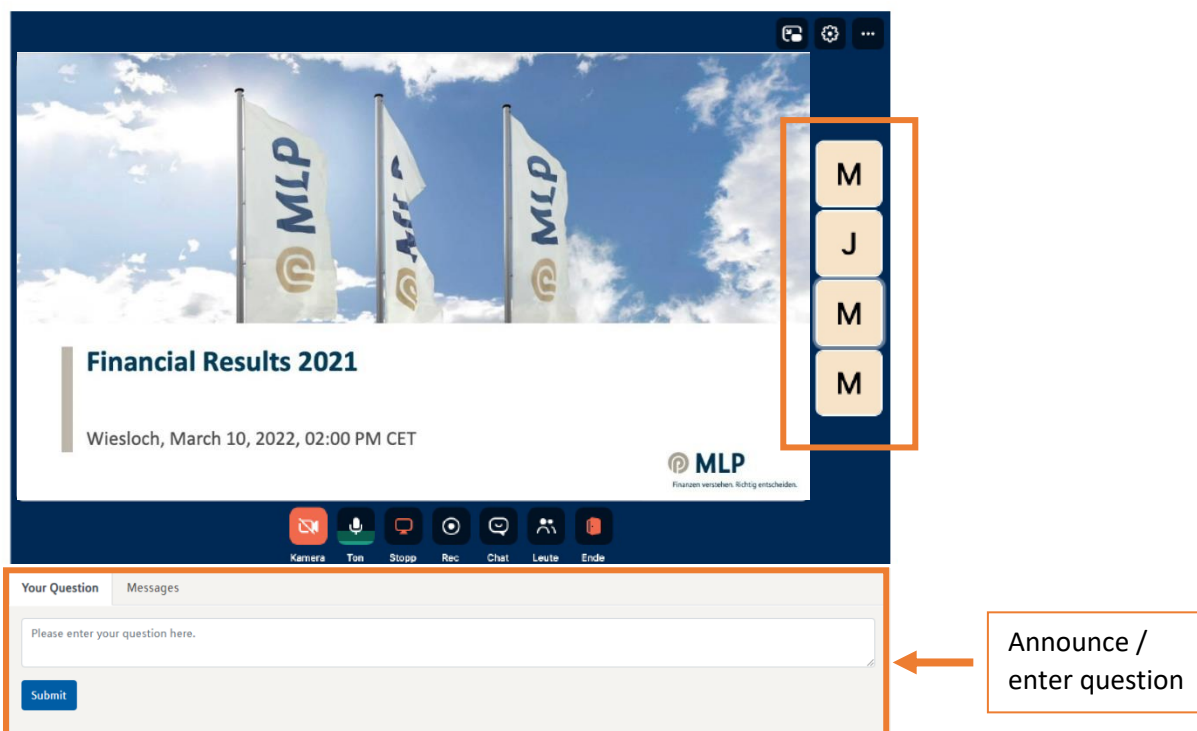 MLP
MLP
MLP
M
J
M
M
Financial Results 2021
Wiesloch, March 10, 2022, 02:00 PM CET
MLP
Finanzen verstehen. Richtig entscheiden.
Kamera Ton Stopp Rec Chat Leute Ende
Your Question Messages
Please enter your question here.
Submit
Announce /
enter question